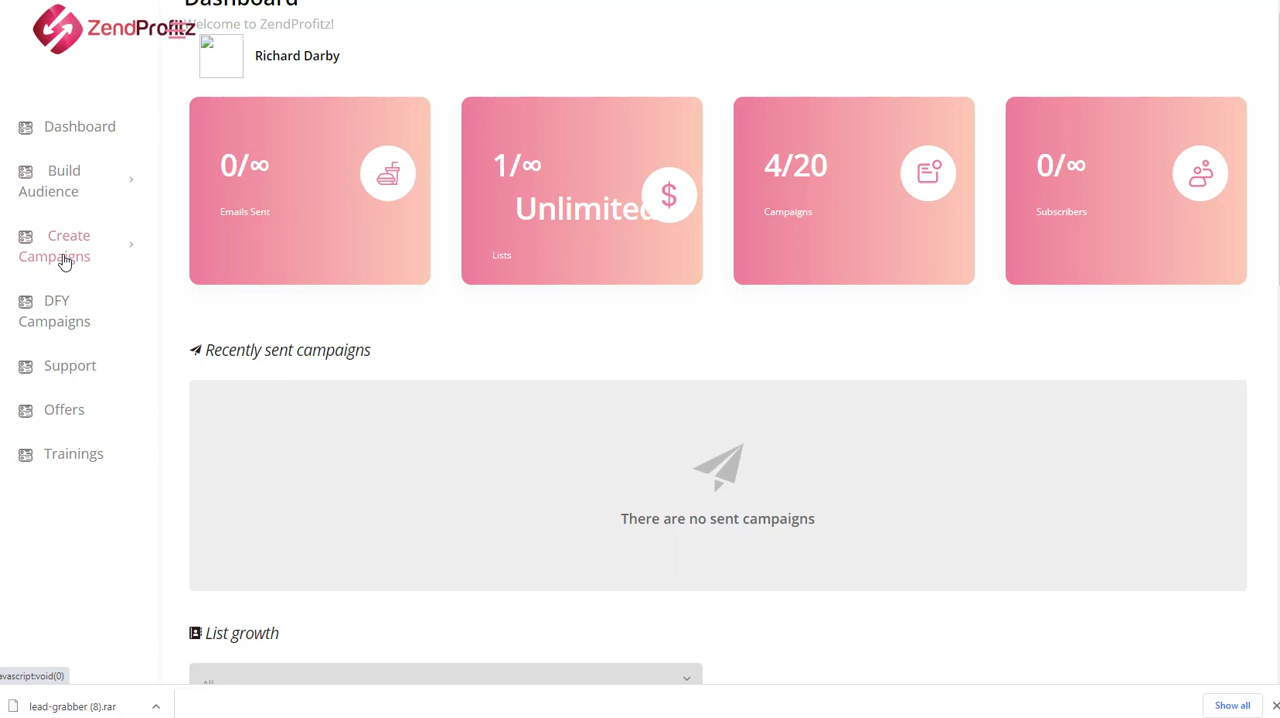 Dashboard
ZendProfitz
Welcome to ZendProfitz!
Richard Darby
Dashboard
Build
Audience
Create
Campaigns
DFY
Campaigns
Support
Offers
Trainings
0/∞
Emails Sent
1/∞
Unlimited
Lists
4/20
Campaigns
0/∞
Subscribers
Recently sent campaigns
There are no sent campaigns
List growth
All
avascript:void(0)
lead-grabber (8).rar
Show all